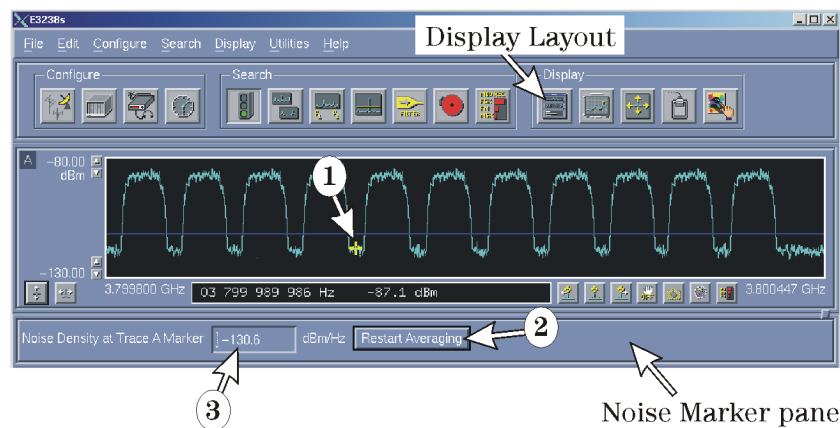 E3238s
File Edit Configure Search Display Utilities Help
Display Layout
Configure
Search
Display
FILTER
A
-80.00
dBm
1
-130.00
3.799800 GHz
03 799 989 986 Hz -87.1 dBm
3.800447 GHz
Noise Density at Trace A Marker
-130.6
dBm/Hz
Restart Averaging
2
3
Noise Marker pane